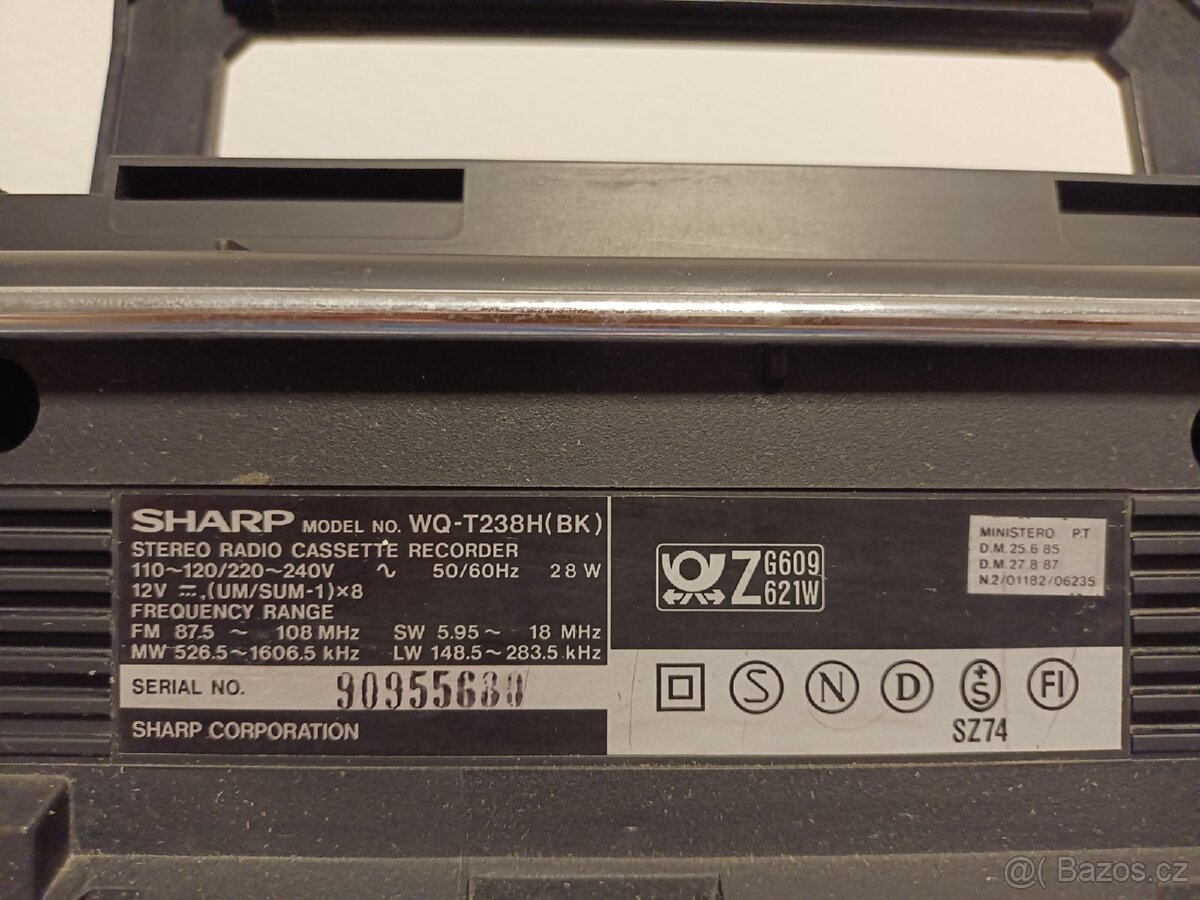 SHARP MODEL NO. WQ-T238H(BK)
STEREO RADIO CASSETTE RECORDER
110~120/220~240V ∿ 50/60Hz 28W
12V ⎓,(UM/SUM-1)×8
FREQUENCY RANGE
FM 87.5 ~ 108 MHz SW 5.95~ 18 MHz
MW 526.5~1606.5 kHz LW 148.5~283.5 kHz
SERIAL NO. 90955680
SHARP CORPORATION
Z G609
621W
MINISTERO P.T
D.M. 25 6 85
D.M. 27 8 87
N.2/01182/06235
S N D +S FI
SZ74
@( Bazos.cz